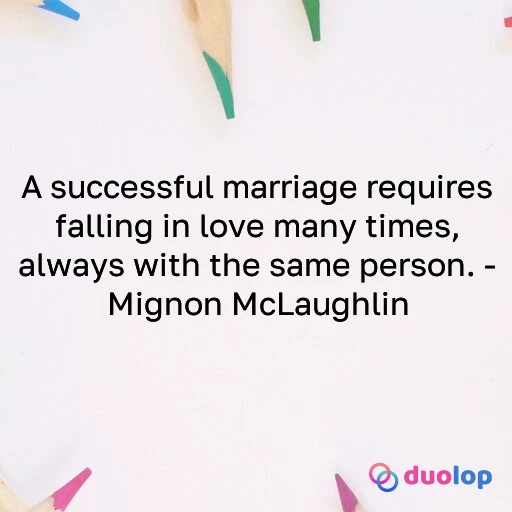 A successful marriage requires
falling in love many times,
always with the same person. -
Mignon McLaughlin
duolop